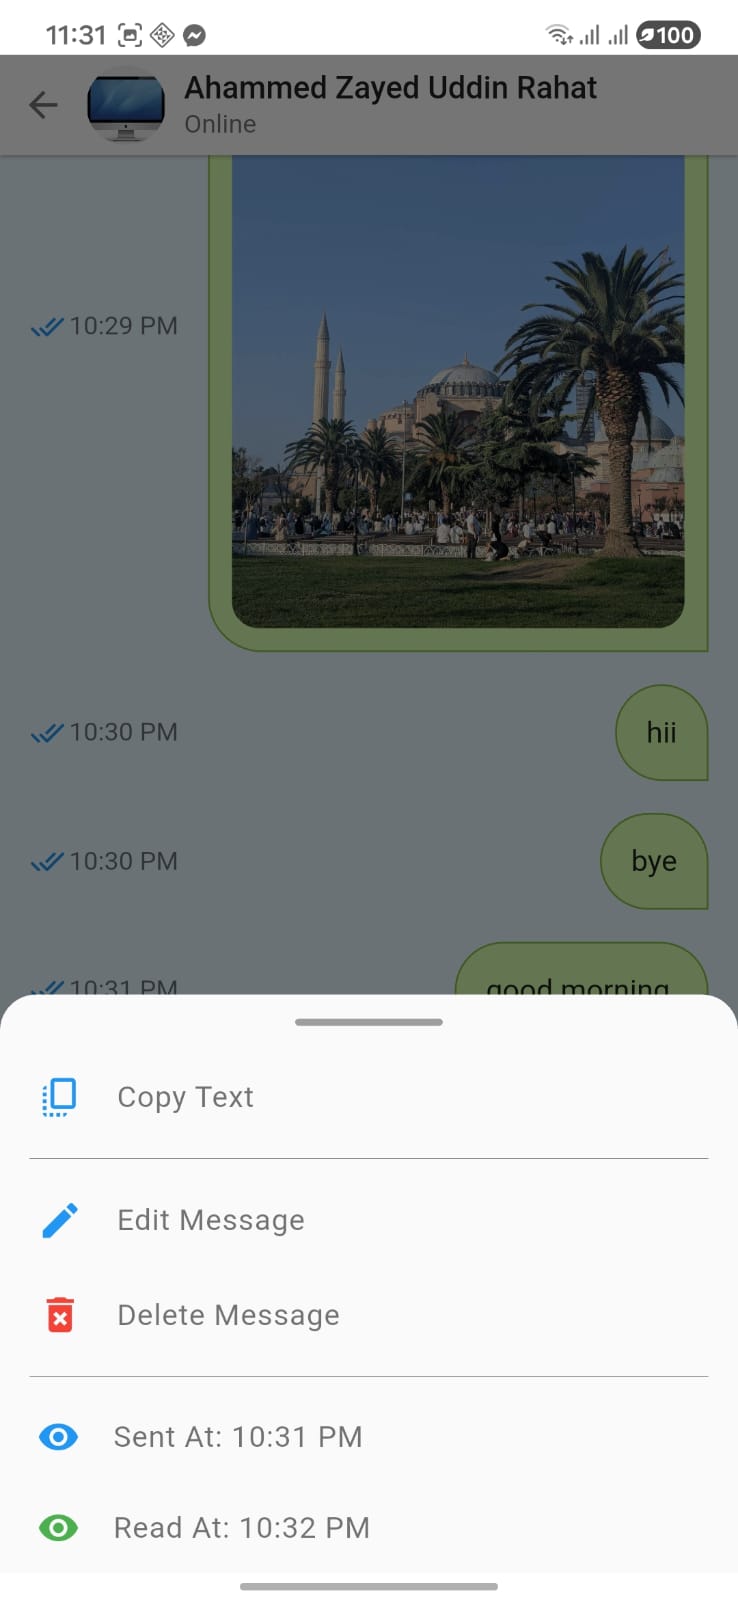 11:31
100
Ahammed Zayed Uddin Rahat
Online
10:29 PM
10:30 PM
hii
10:30 PM
bye
10:31 PM
good morning
Copy Text
Edit Message
Delete Message
Sent At: 10:31 PM
Read At: 10:32 PM